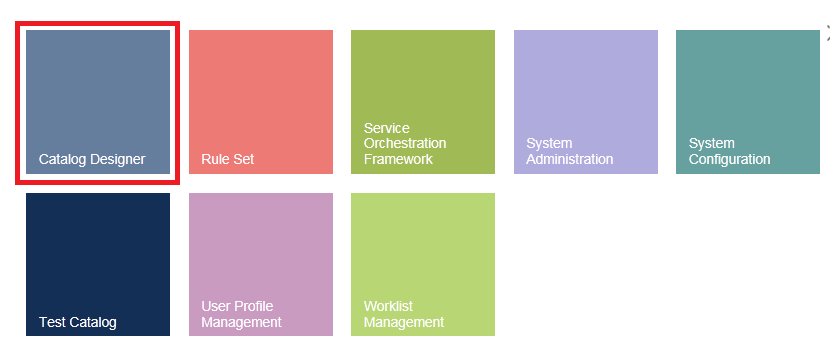 Catalog Designer
Rule Set
Service
Orchestration
Framework
System
Administration
System
Configuration
Test Catalog
User Profile
Management
Worklist
Management